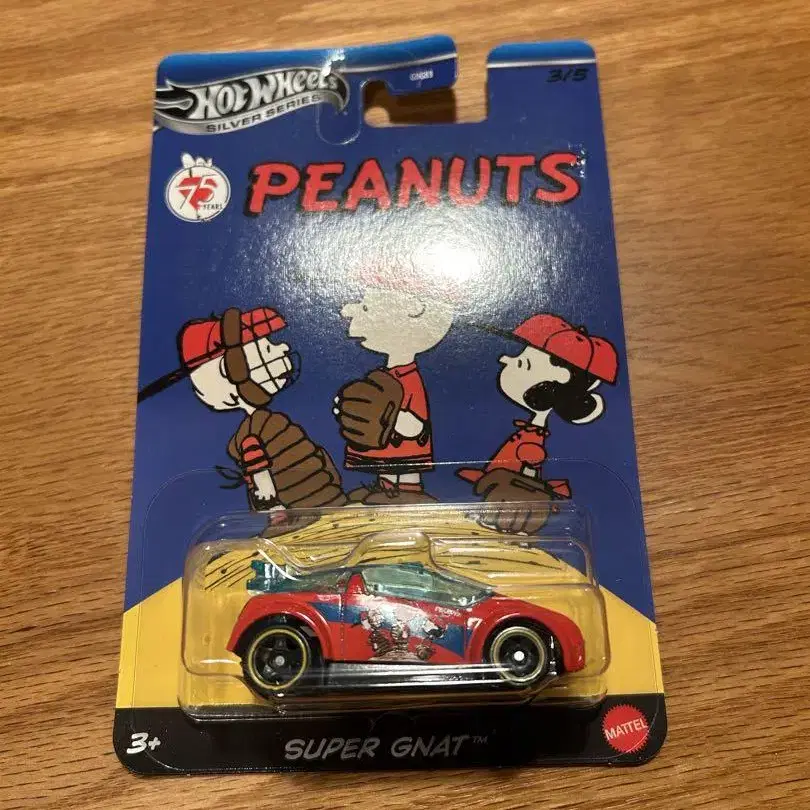 Hot Wheels
SILVER SERIES
3/5
75
YEARS
PEANUTS
3+
SUPER GNAT™
MATTEL